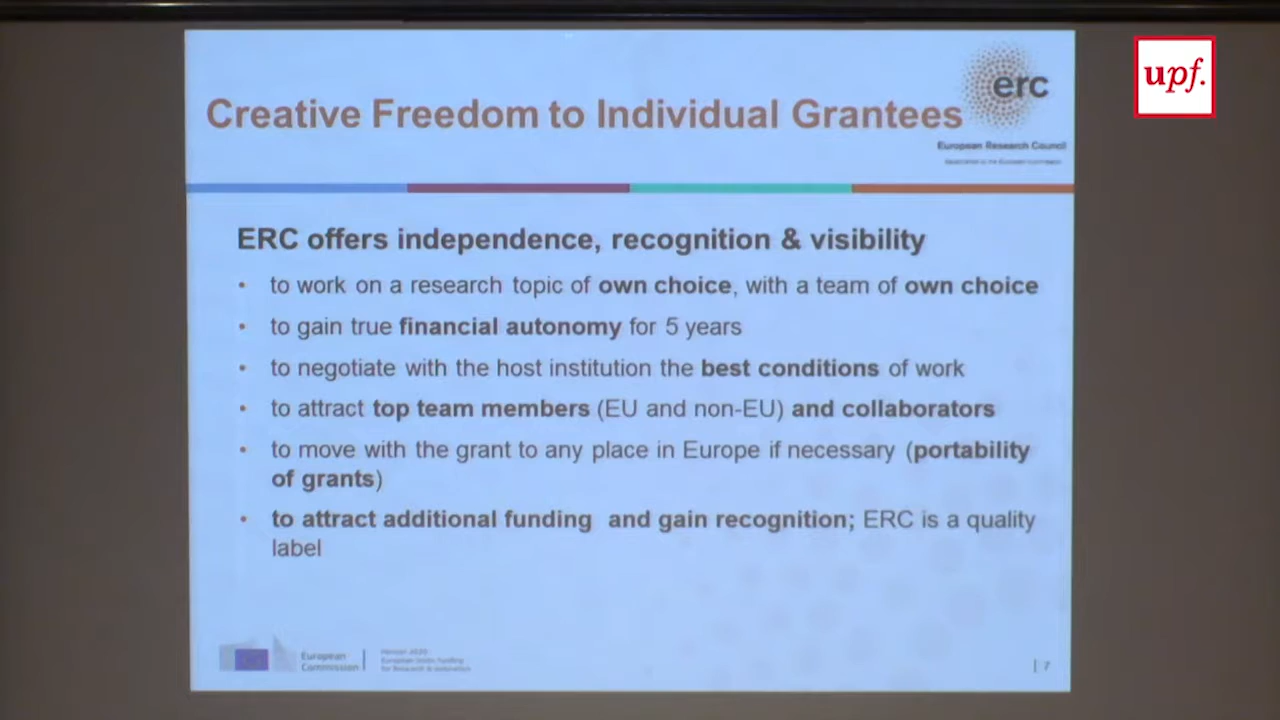 upf.
erc
Creative Freedom to Individual Grantees
European Research Council
Established by the European Commission
ERC offers independence, recognition & visibility
• to work on a research topic of own choice, with a team of own choice
• to gain true financial autonomy for 5 years
• to negotiate with the host institution the best conditions of work
• to attract top team members (EU and non-EU) and collaborators
• to move with the grant to any place in Europe if necessary (portability
of grants)
• to attract additional funding and gain recognition; ERC is a quality
label
European
Commission
Horizon 2020
European Union funding
for Research & Innovation
| 7